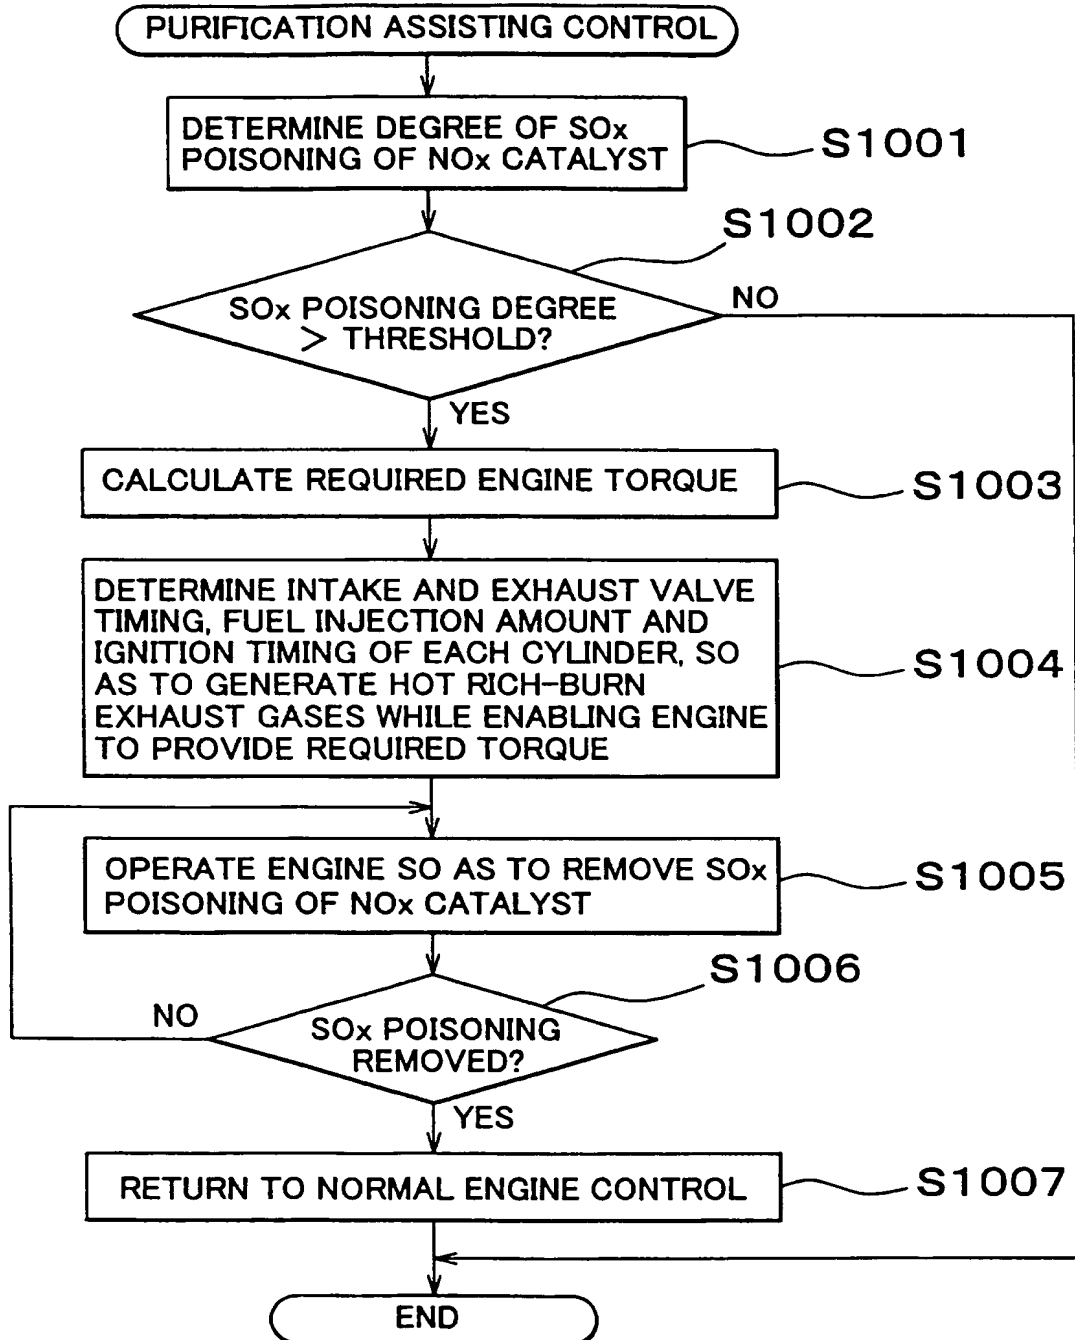 PURIFICATION ASSISTING CONTROL
DETERMINE DEGREE OF SOx
POISONING OF NOx CATALYST
S1001
S1002
SOx POISONING DEGREE
> THRESHOLD?
NO
YES
CALCULATE REQUIRED ENGINE TORQUE
S1003
DETERMINE INTAKE AND EXHAUST VALVE
TIMING, FUEL INJECTION AMOUNT AND
IGNITION TIMING OF EACH CYLINDER, SO
AS TO GENERATE HOT RICH-BURN
EXHAUST GASES WHILE ENABLING ENGINE
TO PROVIDE REQUIRED TORQUE
S1004
OPERATE ENGINE SO AS TO REMOVE SOx
POISONING OF NOx CATALYST
S1005
S1006
NO
SOx POISONING
REMOVED?
YES
RETURN TO NORMAL ENGINE CONTROL
S1007
END